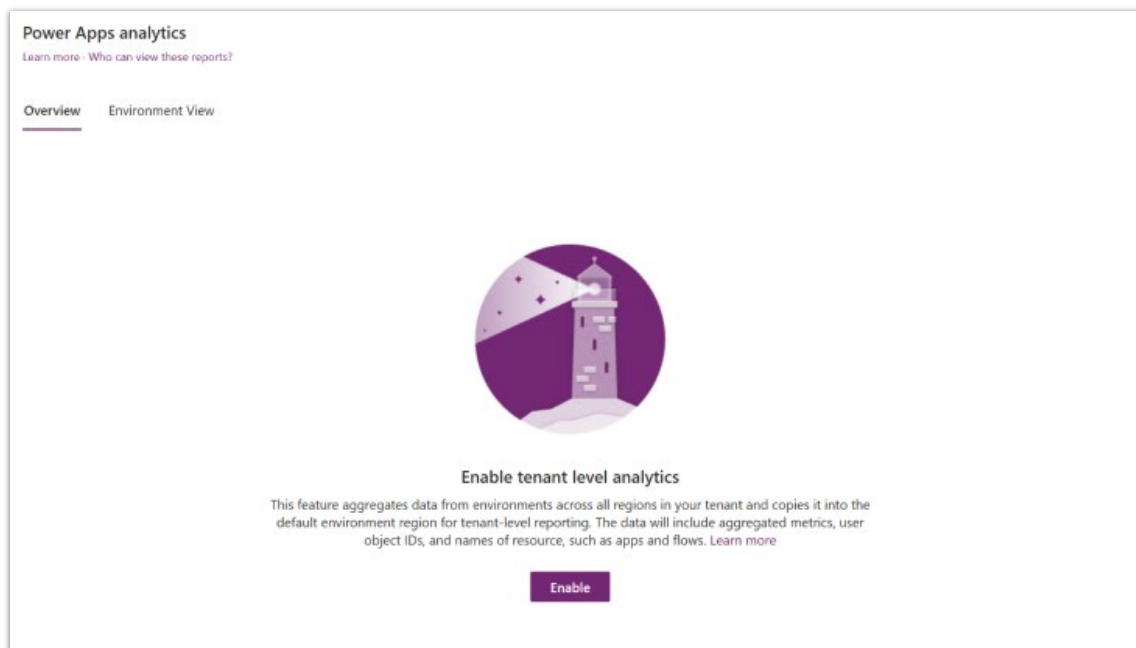 Power Apps analytics
Learn more · Who can view these reports?
Overview Environment View
Enable tenant level analytics
This feature aggregates data from environments across all regions in your tenant and copies it into the
default environment region for tenant-level reporting. The data will include aggregated metrics, user
object IDs, and names of resource, such as apps and flows. Learn more
Enable